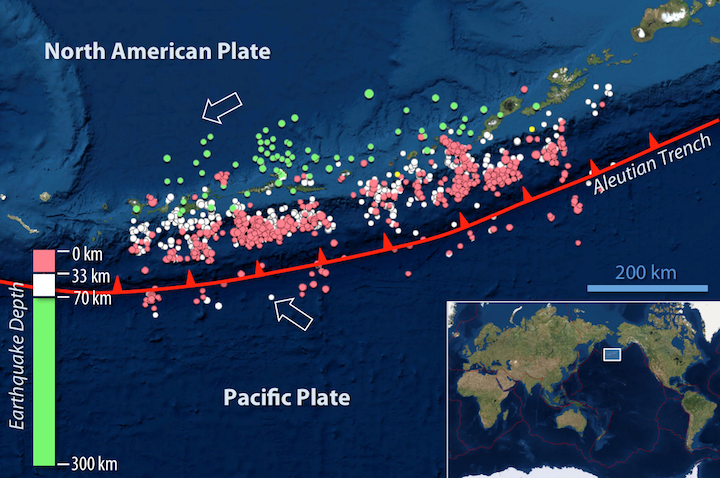 North American Plate
Aleutian Trench
0 km
33 km
70 km
200 km
Earthquake Depth
Pacific Plate
300 km